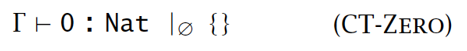 Γ ⊢ 0 : Nat |∅ {} (CT-ZERO)